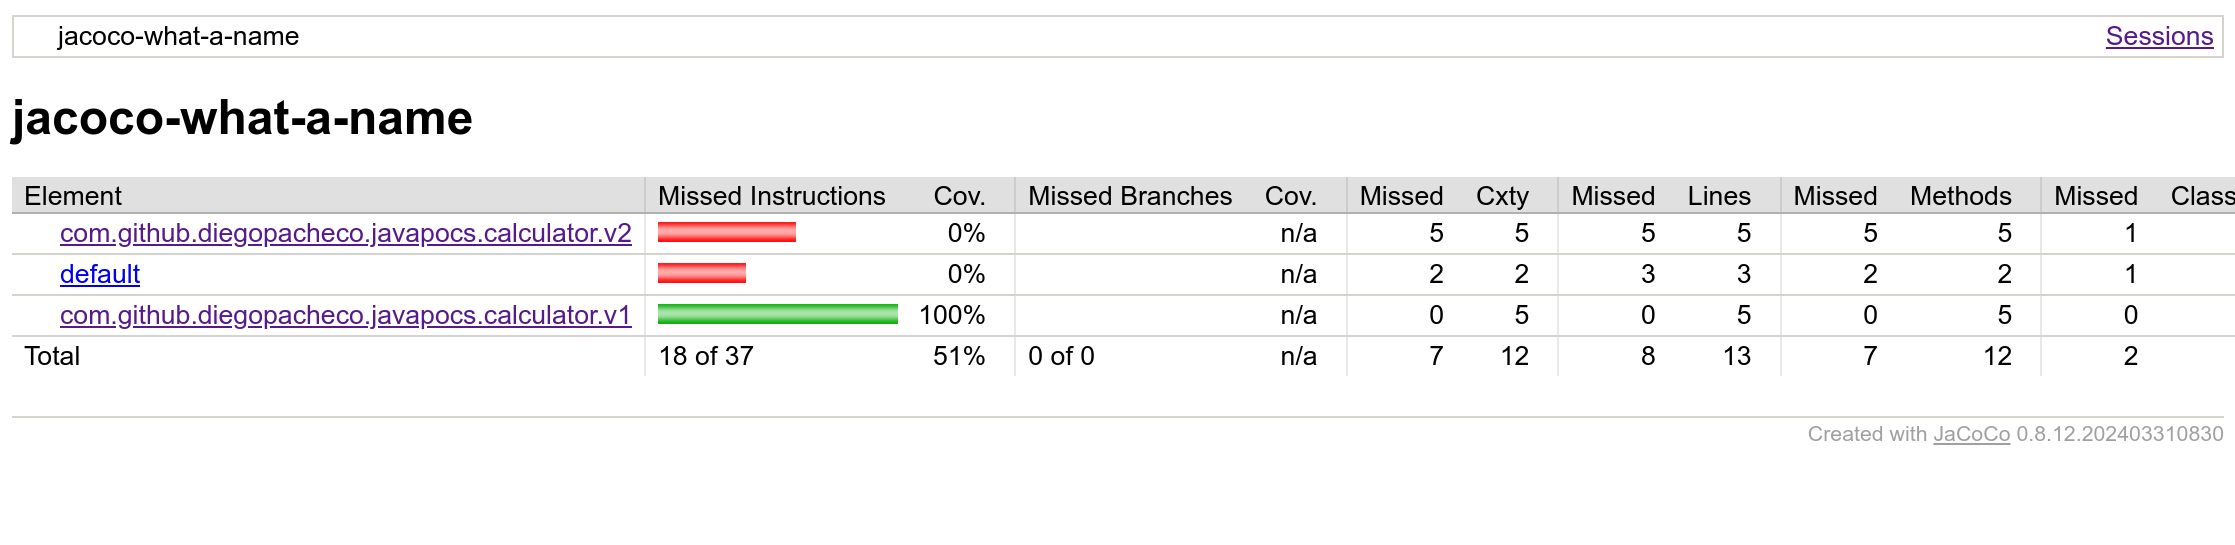 jacoco-what-a-name Sessions
jacoco-what-a-name
Element Missed Instructions Cov. Missed Branches Cov. Missed Cxty Missed Lines Missed Methods Missed Class
com.github.diegopacheco.javapocs.calculator.v2 0% n/a 5 5 5 5 5 5 1
default 0% n/a 2 2 3 3 2 2 1
com.github.diegopacheco.javapocs.calculator.v1 100% n/a 0 5 0 5 0 5 0
Total 18 of 37 51% 0 of 0 n/a 7 12 8 13 7 12 2
Created with JaCoCo 0.8.12.202403310830